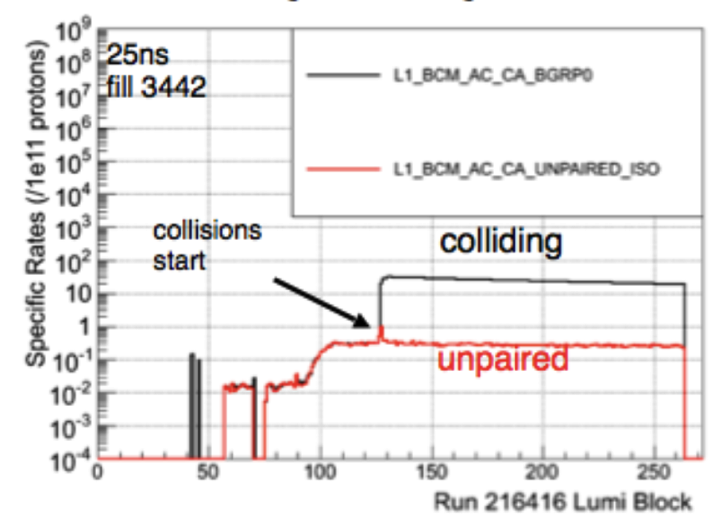 10⁹
10⁸
10⁷
10⁶
10⁵
10⁴
10³
10²
10
1
10⁻¹
10⁻²
10⁻³
10⁻⁴
Specific Rates (/1e11 protons)
25ns
fill 3442
L1_BCM_AC_CA_BGRP0
L1_BCM_AC_CA_UNPAIRED_ISO
collisions
start
colliding
unpaired
0 50 100 150 200 250
Run 216416 Lumi Block